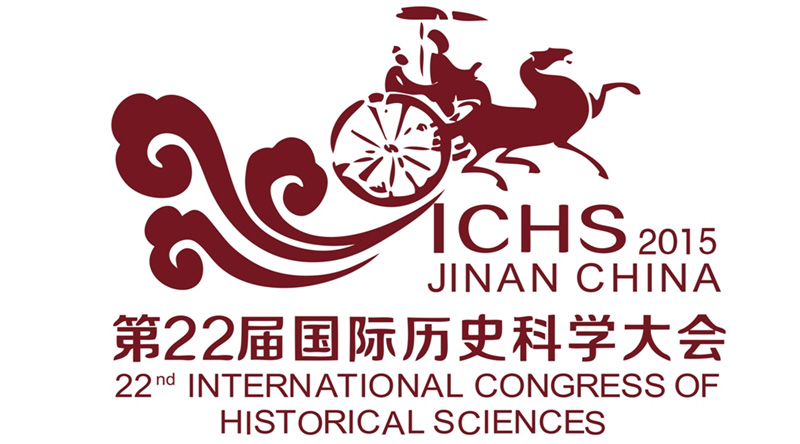 ICHS 2015
JINAN CHINA
第22届国际历史科学大会
22nd INTERNATIONAL CONGRESS OF
HISTORICAL SCIENCES